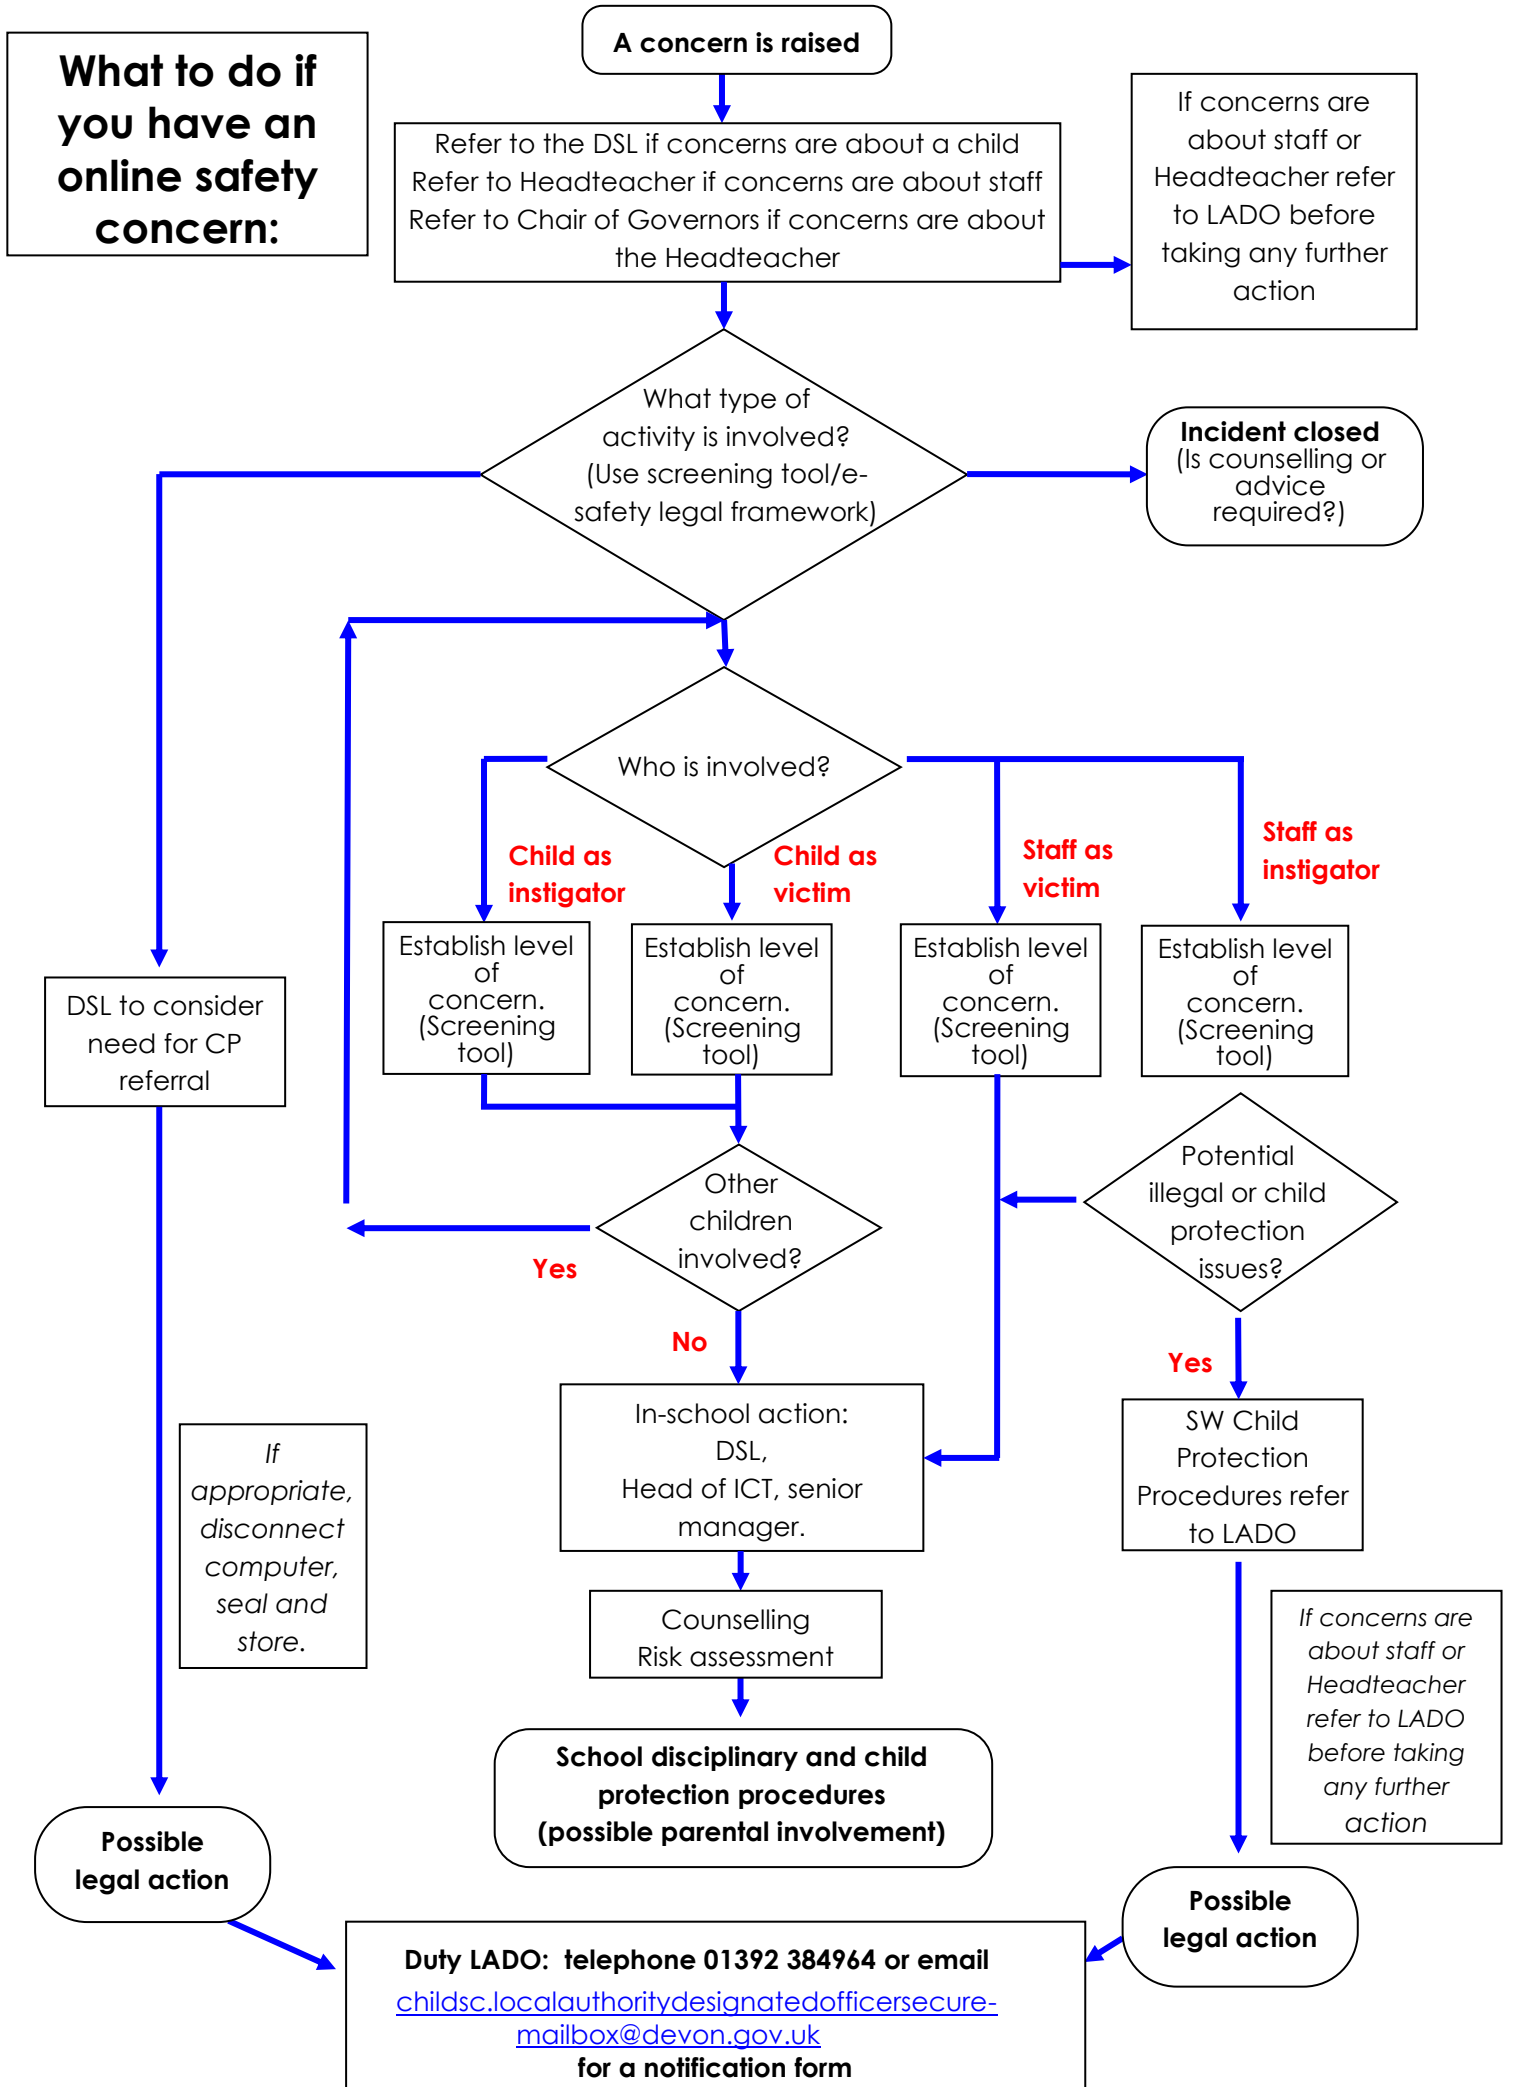 What to do if
you have an
online safety
concern:
A concern is raised
Refer to the DSL if concerns are about a child
Refer to Headteacher if concerns are about staff
Refer to Chair of Governors if concerns are about
the Headteacher
If concerns are
about staff or
Headteacher refer
to LADO before
taking any further
action
What type of
activity is involved?
(Use screening tool/e-
safety legal framework)
Incident closed
(Is counselling or
advice
required?)
Who is involved?
Child as
instigator
Child as
victim
Staff as
victim
Staff as
instigator
Establish level
of
concern.
(Screening
tool)
Establish level
of
concern.
(Screening
tool)
Establish level
of
concern.
(Screening
tool)
Establish level
of
concern.
(Screening
tool)
DSL to consider
need for CP
referral
Other
children
involved?
Potential
illegal or child
protection
issues?
Yes
No
Yes
In-school action:
DSL,
Head of ICT, senior
manager.
SW Child
Protection
Procedures refer
to LADO
If
appropriate,
disconnect
computer,
seal and
store.
Counselling
Risk assessment
If concerns are
about staff or
Headteacher
refer to LADO
before taking
any further
action
School disciplinary and child
protection procedures
(possible parental involvement)
Possible
legal action
Possible
legal action
Duty LADO:  telephone 01392 384964 or email
childsc.localauthoritydesignatedofficersecure-
mailbox@devon.gov.uk
for a notification form